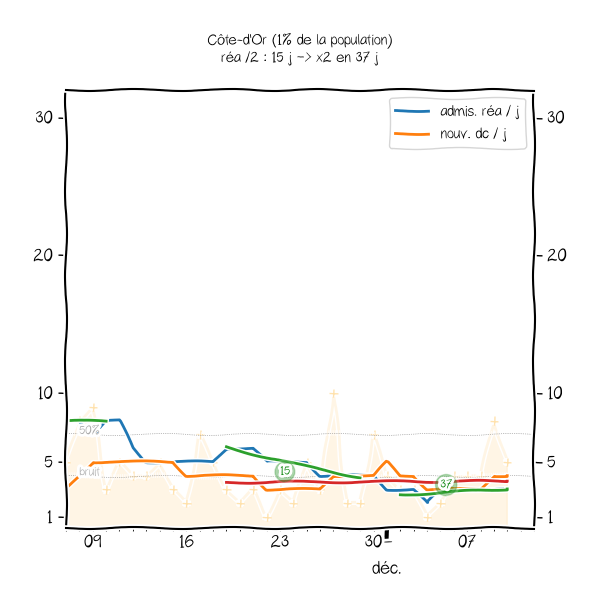 Côte-d'Or (1% de la population)
réa /2 : 15 j -> x2 en 37 j
admis. réa / j
nouv. dc / j
30
30
20
20
10
10
50%
5
5
bruit
15
37
1
1
09 16 23 30 07
déc.